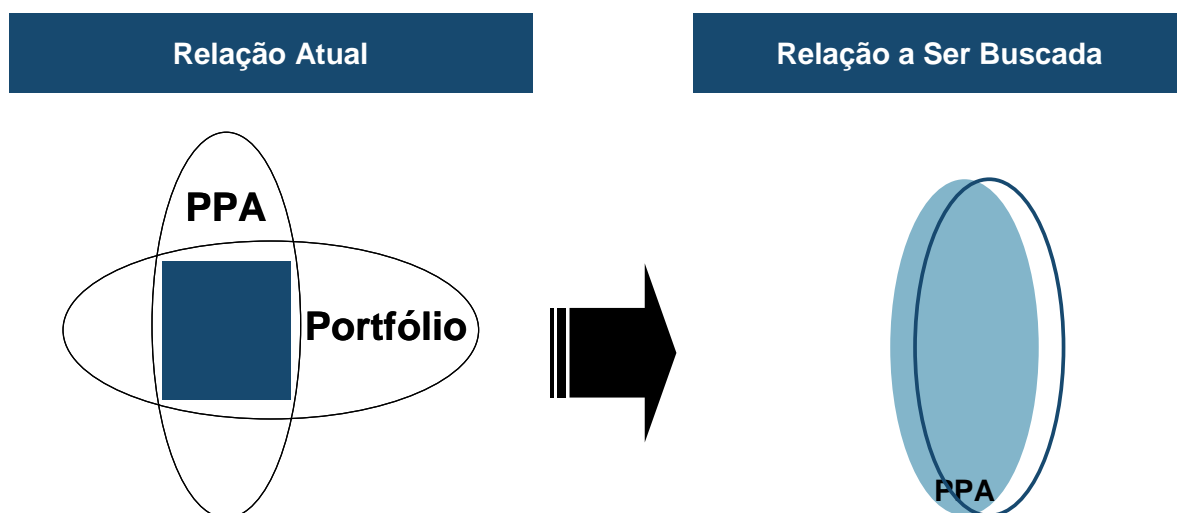 Relação Atual
Relação a Ser Buscada
PPA
Portfólio
PPA